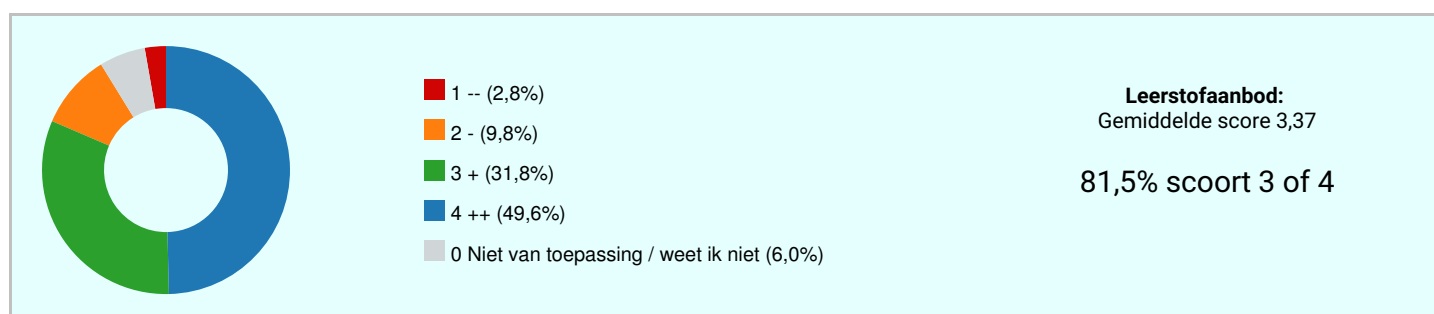 1 -- (2,8%)
2 - (9,8%)
3 + (31,8%)
4 ++ (49,6%)
0 Niet van toepassing / weet ik niet (6,0%)
Leerstofaanbod:
Gemiddelde score 3,37
81,5% scoort 3 of 4